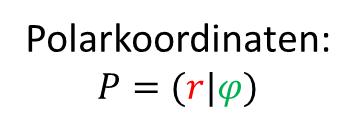 Polarkoordinaten:
P = (r|φ)